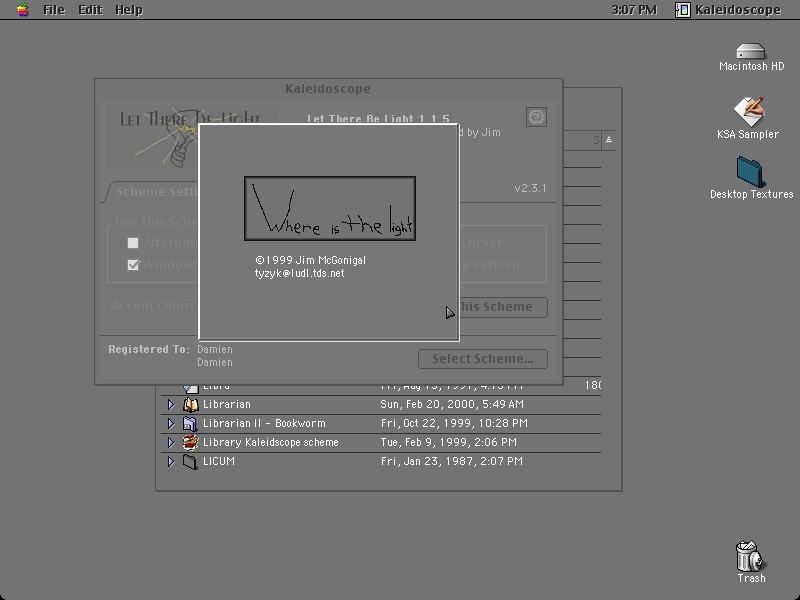 File Edit Help 3:07 PM Kaleidoscope
Macintosh HD
KSA Sampler
Desktop Textures
Trash
Kaleidoscope
LET THERE BE LIGHT
Let There Be Light 1.1.5
d by Jim
v2.3.1
Scheme Setti
Use This Sche
Alternat
Cursor
Window
Pattern
Accent Color:
his Scheme
Where is the light
©1999 Jim McGonigal
tyzyk@ludl.tds.net
Registered To: Damien
Damien
Select Scheme...
S
Libra Fri, Aug 1991, 4:13 PM 180
Librarian Sun, Feb 20, 2000, 5:49 AM
Librarian II - Bookworm Fri, Oct 22, 1999, 10:28 PM
Library Kaleidscope scheme Tue, Feb 9, 1999, 2:06 PM
LICUM Fri, Jan 23, 1987, 2:07 PM